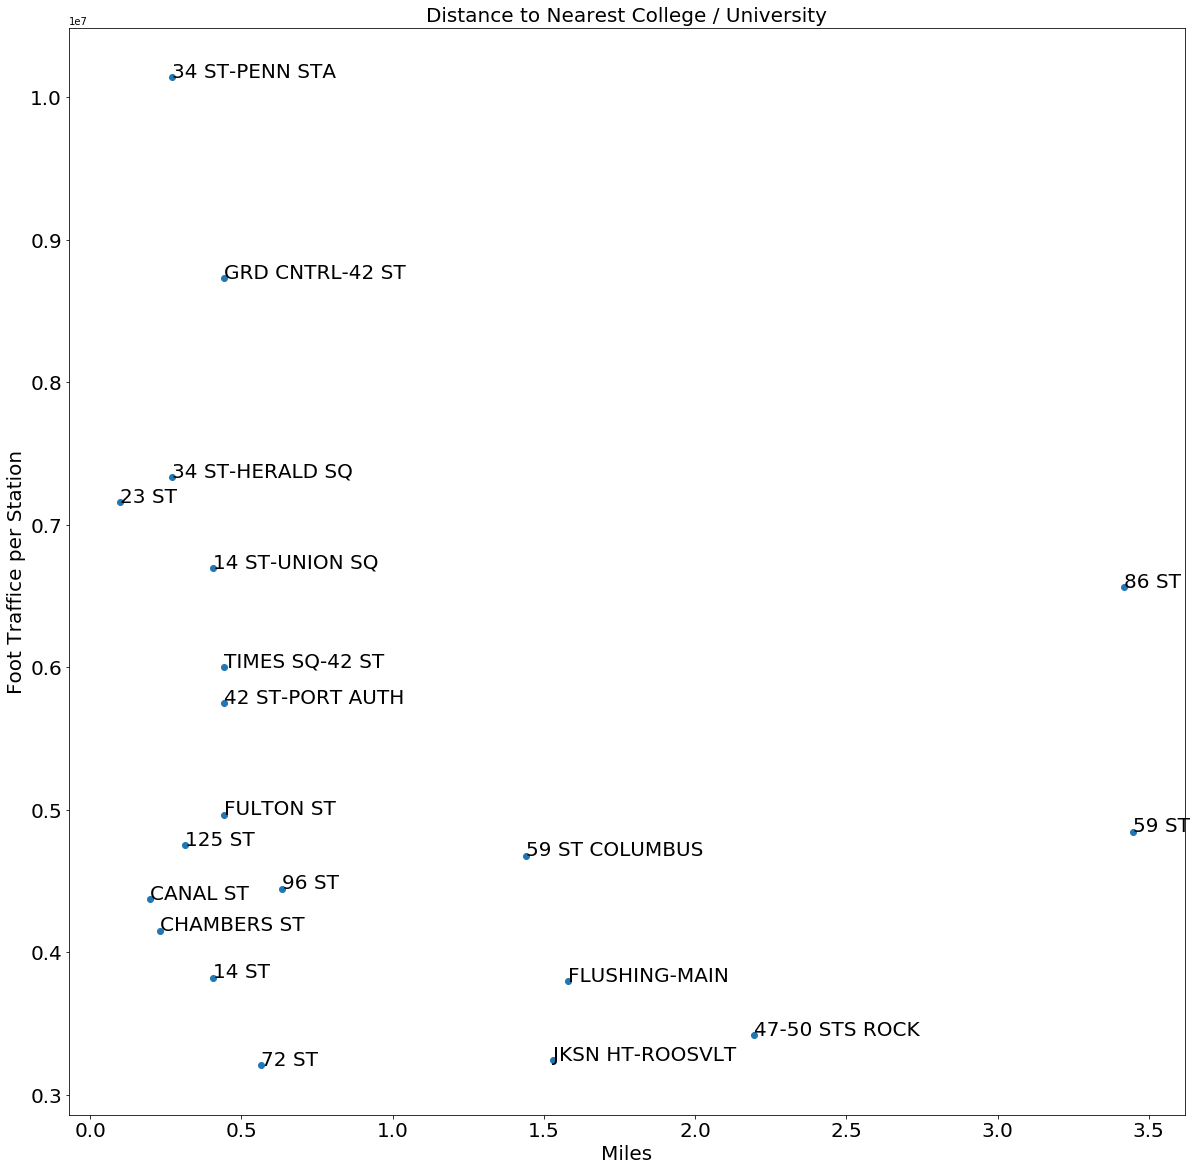 Distance to Nearest College / University
1e7
34 ST-PENN STA
1.0
GRD CNTRL-42 ST
0.9
0.8
34 ST-HERALD SQ
23 ST
0.7
14 ST-UNION SQ
86 ST
TIMES SQ-42 ST
0.6
42 ST-PORT AUTH
Foot Traffice per Station
FULTON ST
0.5
59 ST
125 ST
59 ST COLUMBUS
96 ST
CANAL ST
CHAMBERS ST
0.4
14 ST
FLUSHING-MAIN
47-50 STS ROCK
JKSN HT-ROOSVLT
72 ST
0.3
0.0 0.5 1.0 1.5 2.0 2.5 3.0 3.5
Miles